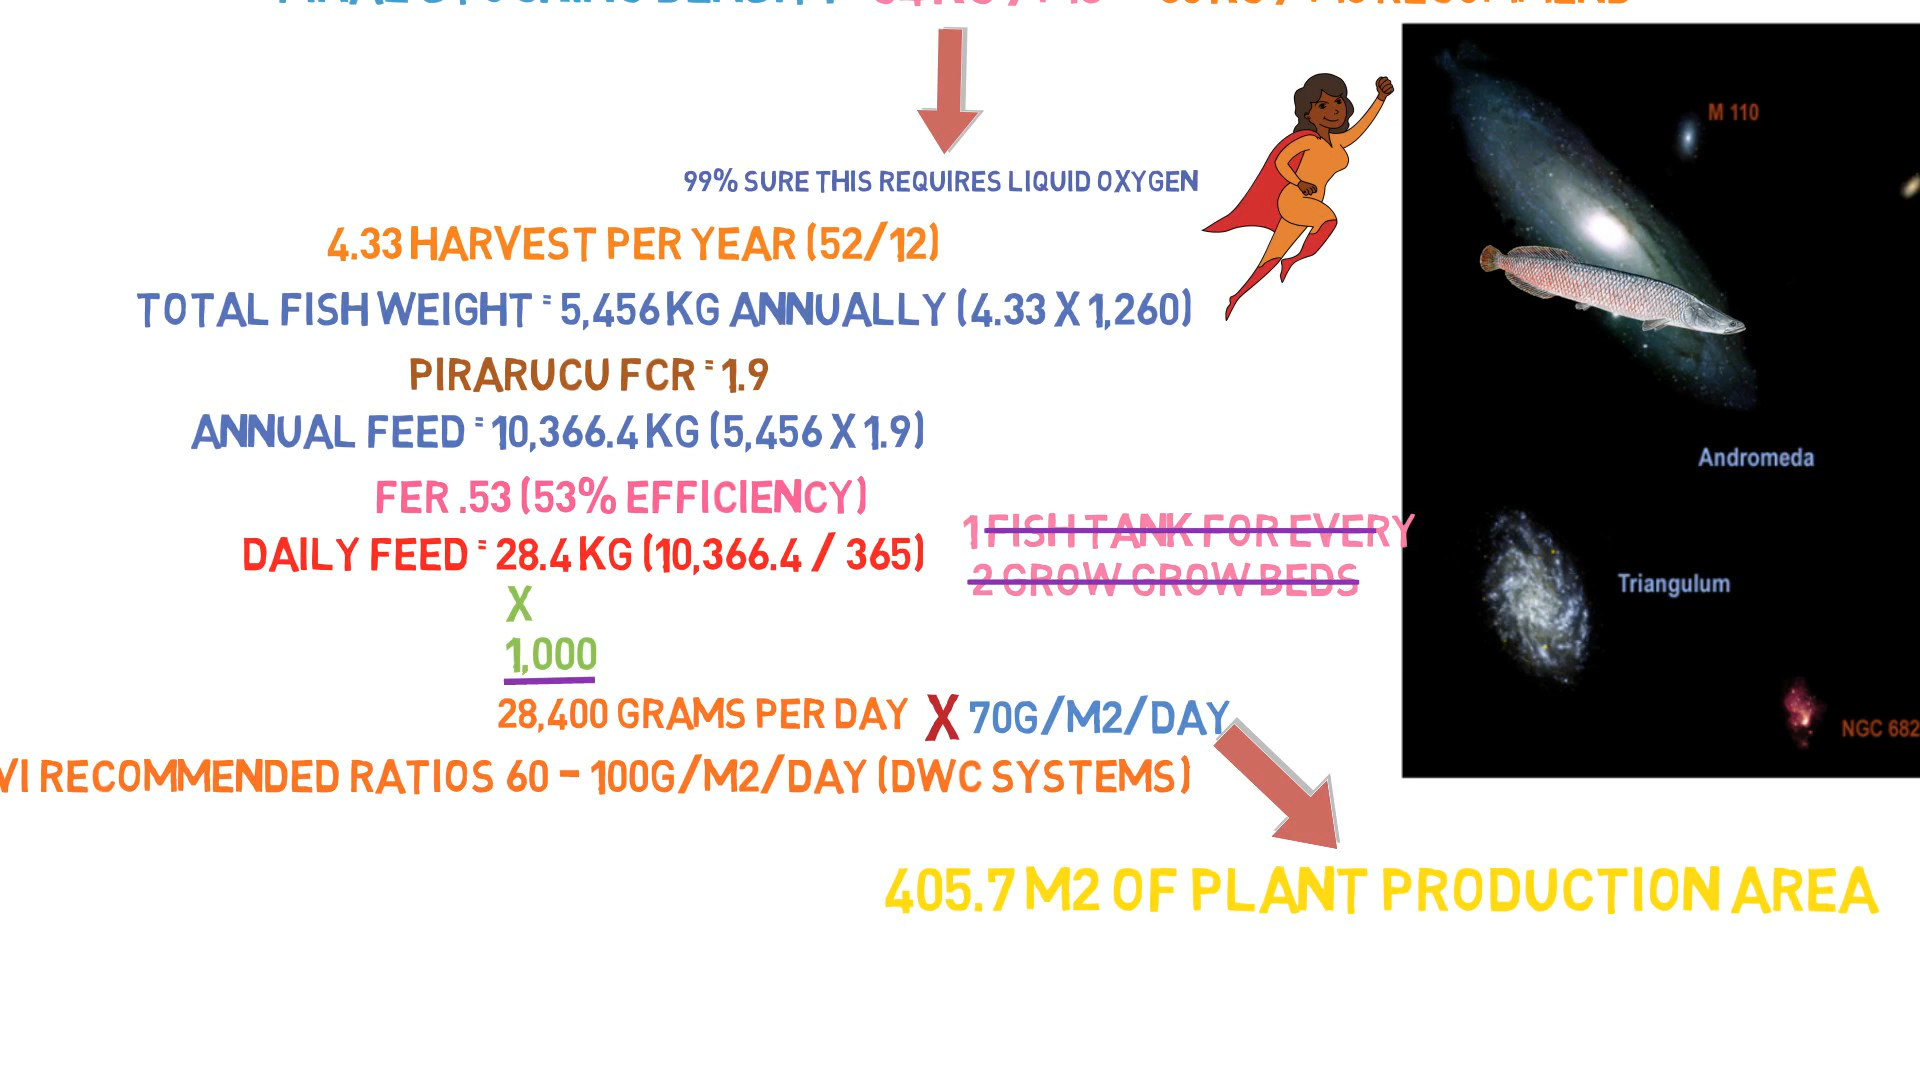 99% SURE THIS REQUIRES LIQUID OXYGEN
4.33 HARVEST PER YEAR (52/12)
TOTAL FISH WEIGHT = 5,456 KG ANNUALLY (4.33 X 1,260)
PIRARUCU FCR = 1.9
ANNUAL FEED = 10,366.4 KG (5,456 X 1.9)
FER .53 (53% EFFICIENCY)
DAILY FEED = 28.4 KG (10,366.4 / 365)
X
1,000
1 FISH TANK FOR EVERY
2 GROW GROW BEDS
28,400 GRAMS PER DAY X 70G/M2/DAY
VI RECOMMENDED RATIOS 60 - 100G/M2/DAY (DWC SYSTEMS)
405.7 M2 OF PLANT PRODUCTION AREA
M 110
Andromeda
Triangulum
NGC 682